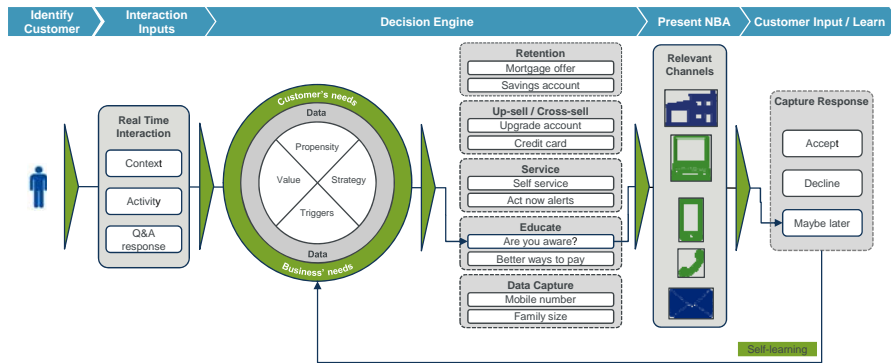 Identify
Customer
Interaction
Inputs
Decision Engine
Present NBA
Customer Input / Learn
Real Time
Interaction
Context
Activity
Q&A
response
Customer's needs
Data
Propensity
Value
Strategy
Triggers
Data
Business' needs
Retention
Mortgage offer
Savings account
Up-sell / Cross-sell
Upgrade account
Credit card
Service
Self service
Act now alerts
Educate
Are you aware?
Better ways to pay
Data Capture
Mobile number
Family size
Relevant
Channels
Capture Response
Accept
Decline
Maybe later
Self-learning